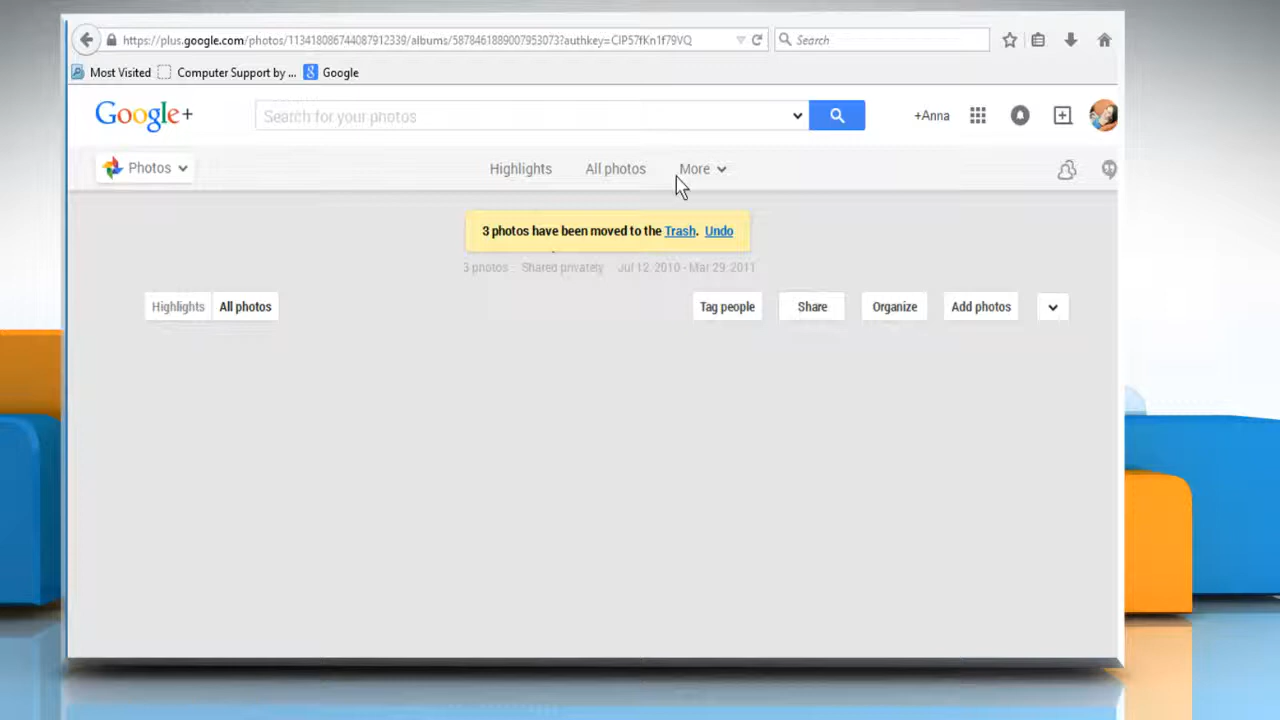 https://plus.google.com/photos/113418086744087912339/albums/5878461889007953073?authkey=CIP57fKn1f79VQ
Search
Most Visited
Computer Support by ...
Google
Google+
Search for your photos
+Anna
Photos
Highlights
All photos
More
3 photos have been moved to the Trash. Undo
3 photos
Shared privately
Jul 12, 2010 - Mar 29, 2011
Highlights
All photos
Tag people
Share
Organize
Add photos